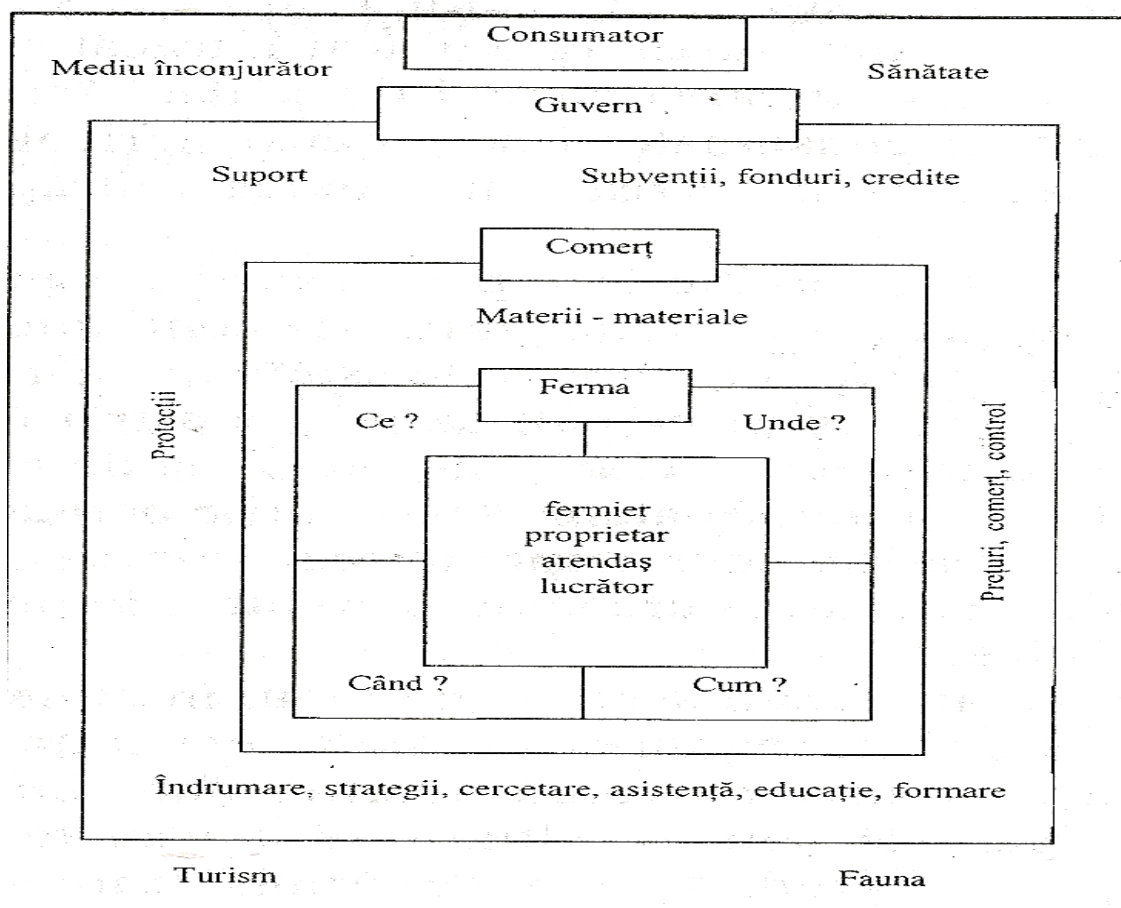 Consumator
Mediu înconjurător
Sănătate
Guvern
Suport
Subvenții, fonduri, credite
Comerț
Materii - materiale
Ferma
Ce ?
Unde ?
Protecții
Prețuri, comerț, control
fermier
proprietar
arendaş
lucrător
Când ?
Cum ?
Îndrumare, strategii, cercetare, asistență, educație, formare
Turism
Fauna